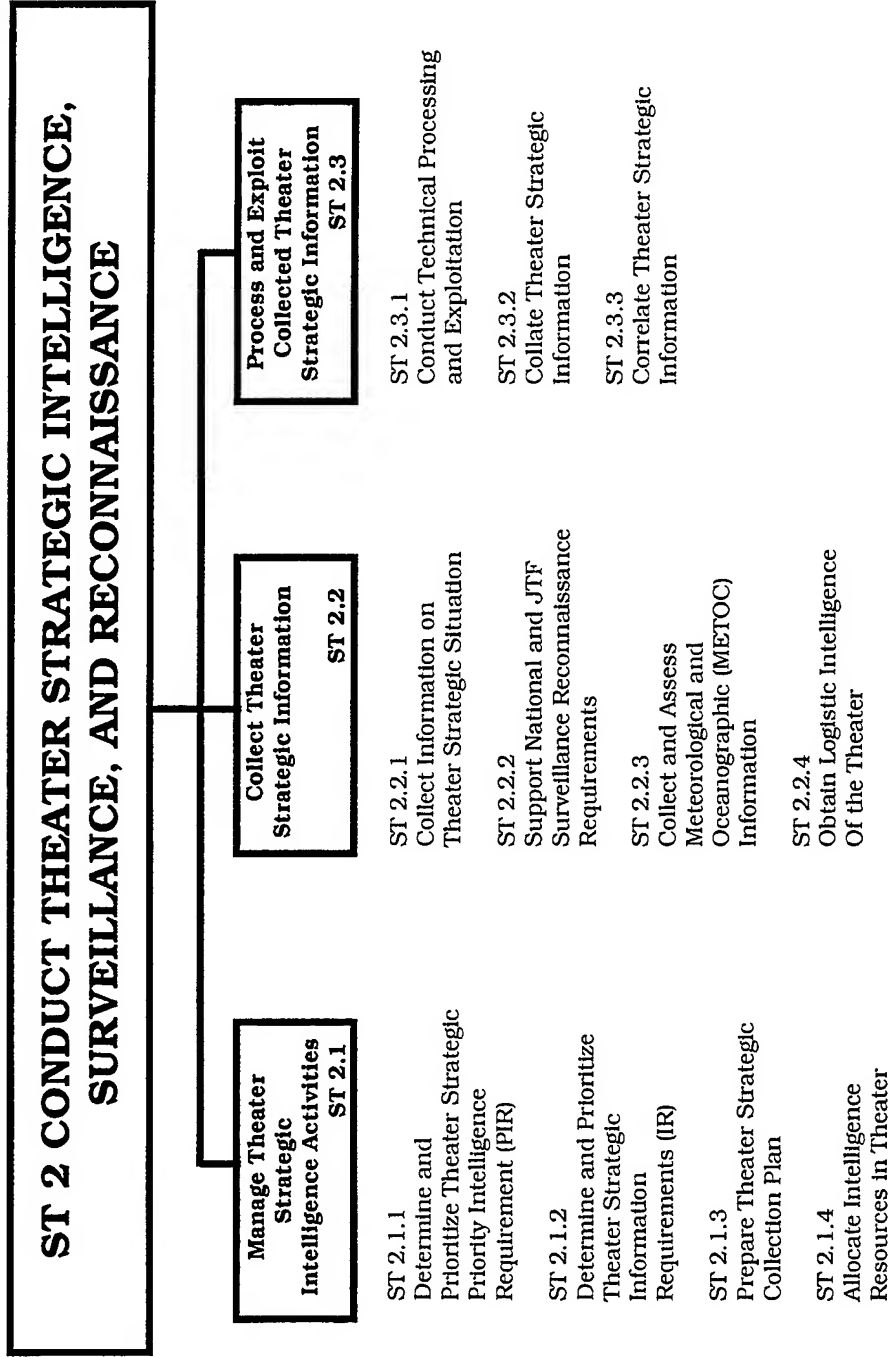 ST 2 CONDUCT THEATER STRATEGIC INTELLIGENCE,
SURVEILLANCE, AND RECONNAISSANCE
Manage Theater
Strategic
Intelligence Activities
ST 2.1
ST 2.1.1
Determine and
Prioritize Theater Strategic
Priority Intelligence
Requirement (PIR)
ST 2.1.2
Determine and Prioritize
Theater Strategic
Information
Requirements (IR)
ST 2.1.3
Prepare Theater Strategic
Collection Plan
ST 2.1.4
Allocate Intelligence
Resources in Theater
Collect Theater
Strategic Information
ST 2.2
ST 2.2.1
Collect Information on
Theater Strategic Situation
ST 2.2.2
Support National and JTF
Surveillance Reconnaissance
Requirements
ST 2.2.3
Collect and Assess
Meteorological and
Oceanographic (METOC)
Information
ST 2.2.4
Obtain Logistic Intelligence
Of the Theater
Process and Exploit
Collected Theater
Strategic Information
ST 2.3
ST 2.3.1
Conduct Technical Processing
and Exploitation
ST 2.3.2
Collate Theater Strategic
Information
ST 2.3.3
Correlate Theater Strategic
Information